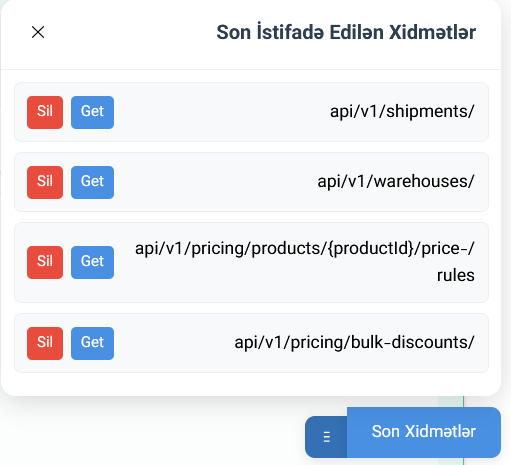 Son İstifadə Edilən Xidmətlər
Sil Get api/v1/shipments/
Sil Get api/v1/warehouses/
Sil Get api/v1/pricing/products/{productId}/price-/
rules
Sil Get api/v1/pricing/bulk-discounts/
Son Xidmətlər